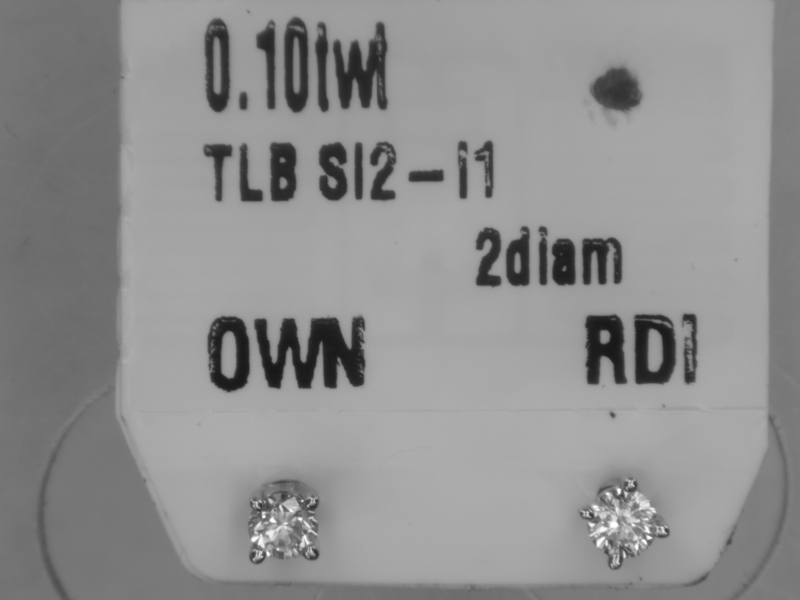 0.10twt
TLB SI2-I1
2diam
OWN RDI